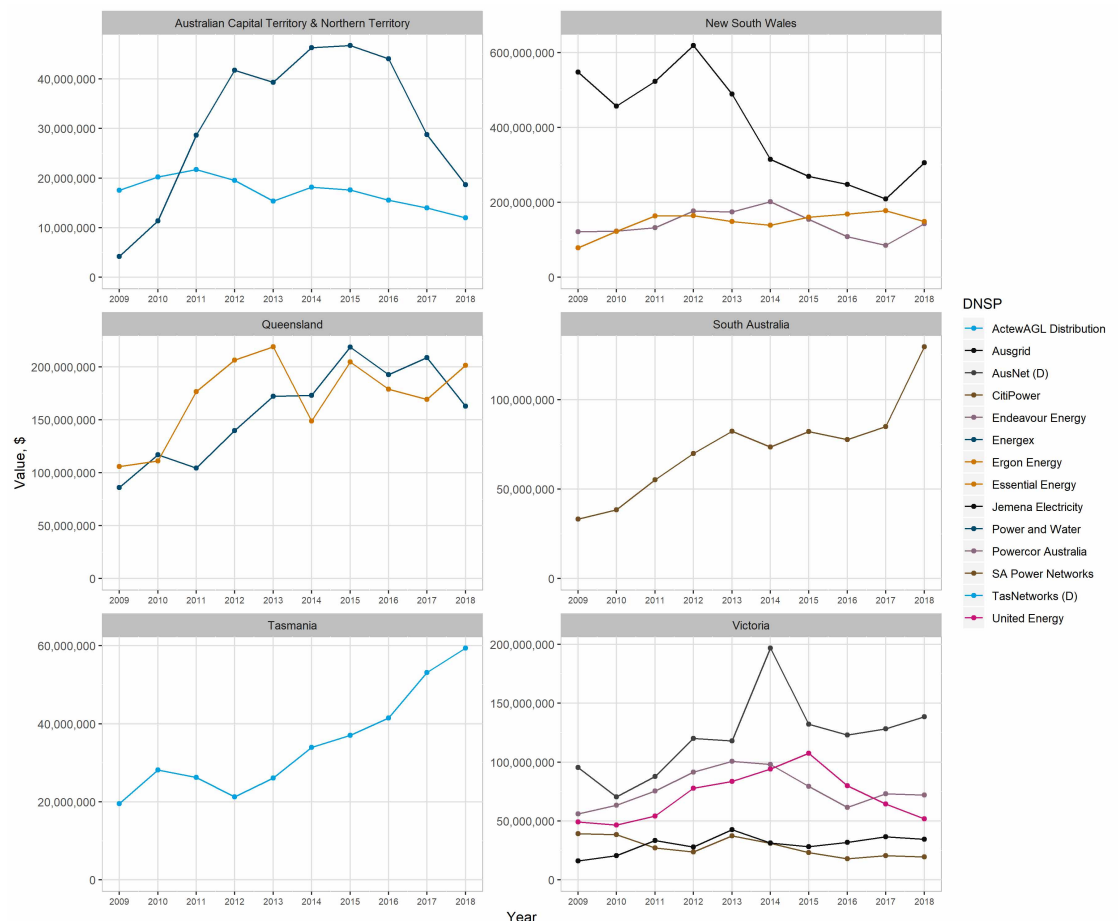 Australian Capital Territory & Northern Territory
40,000,000
30,000,000
20,000,000
10,000,000
0
2009 2010 2011 2012 2013 2014 2015 2016 2017 2018
New South Wales
600,000,000
400,000,000
200,000,000
0
2009 2010 2011 2012 2013 2014 2015 2016 2017 2018
Queensland
200,000,000
150,000,000
100,000,000
50,000,000
0
2009 2010 2011 2012 2013 2014 2015 2016 2017 2018
South Australia
100,000,000
50,000,000
0
2009 2010 2011 2012 2013 2014 2015 2016 2017 2018
Tasmania
60,000,000
40,000,000
20,000,000
0
2009 2010 2011 2012 2013 2014 2015 2016 2017 2018
Victoria
200,000,000
150,000,000
100,000,000
50,000,000
0
2009 2010 2011 2012 2013 2014 2015 2016 2017 2018
Value, $
Year
DNSP
ActewAGL Distribution
Ausgrid
AusNet (D)
CitiPower
Endeavour Energy
Energex
Ergon Energy
Essential Energy
Jemena Electricity
Power and Water
Powercor Australia
SA Power Networks
TasNetworks (D)
United Energy